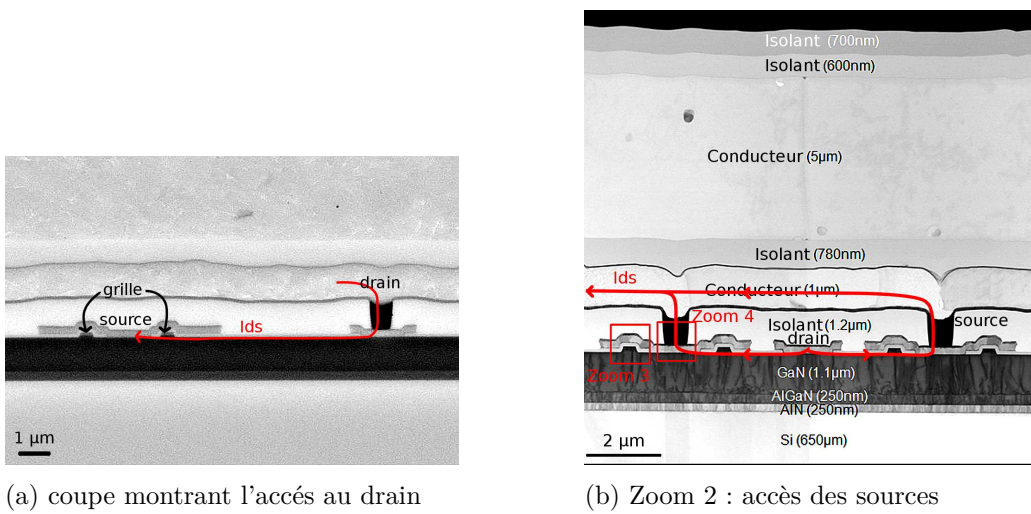 grille
drain
source
Ids
1 µm
(a) coupe montrant l'accés au drain
Isolant (700nm)
Isolant (600nm)
Conducteur (5µm)
Isolant (780nm)
Ids
Conducteur (1µm)
Zoom 4
Isolant (1.2µm)
source
drain
Zoom 3
GaN (1.1µm)
AlGaN (250nm)
AlN (250nm)
2 µm
Si (650µm)
(b) Zoom 2 : accès des sources